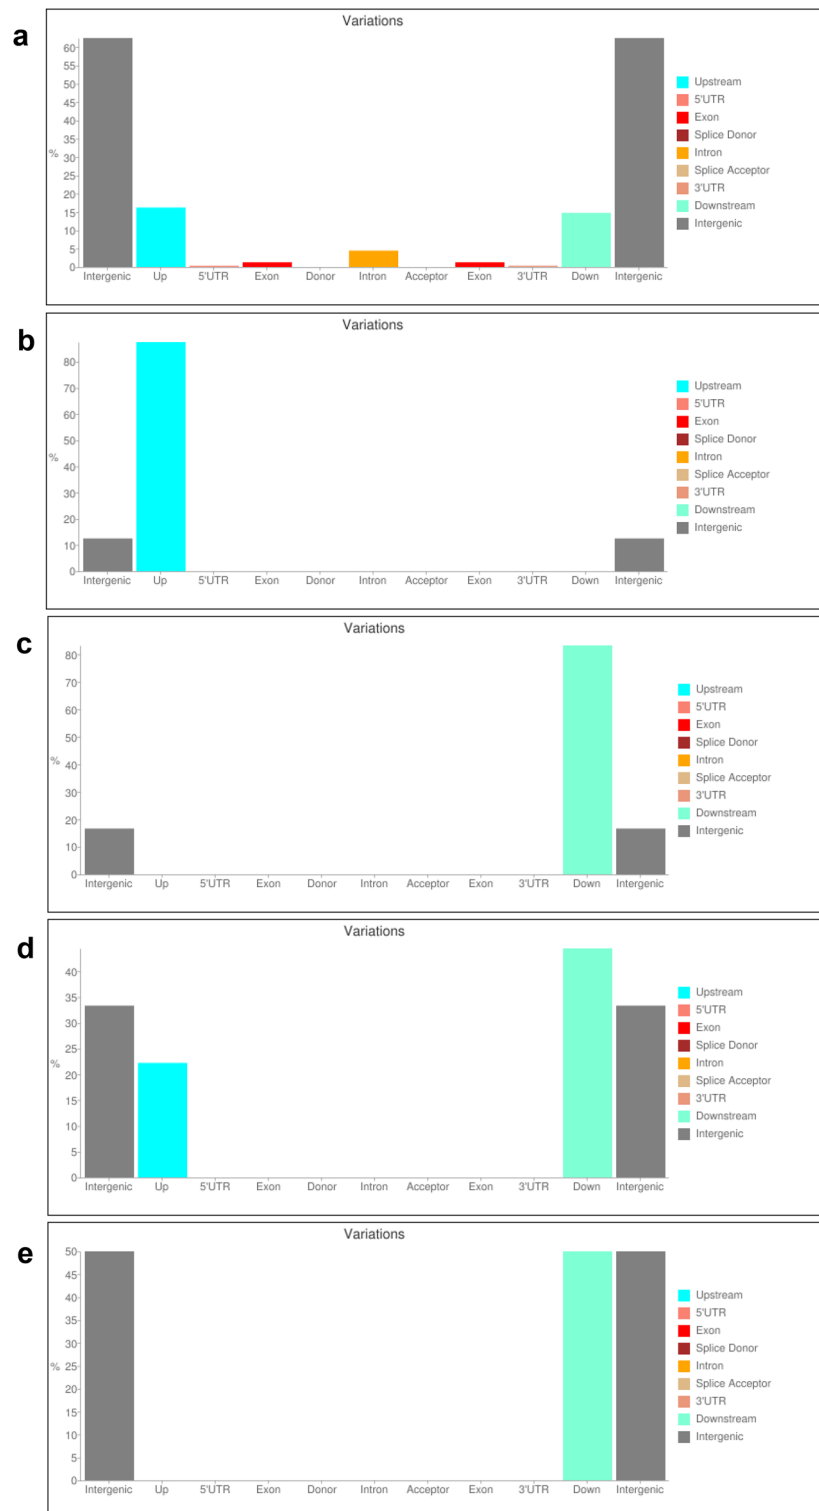 a
Variations
60
55
50
45
40
35
30
25
20
15
10
5
0
%
Intergenic Up 5'UTR Exon Donor Intron Acceptor Exon 3'UTR Down Intergenic
Upstream
5'UTR
Exon
Splice Donor
Intron
Splice Acceptor
3'UTR
Downstream
Intergenic
b
Variations
80
70
60
50
40
30
20
10
0
%
Intergenic Up 5'UTR Exon Donor Intron Acceptor Exon 3'UTR Down Intergenic
Upstream
5'UTR
Exon
Splice Donor
Intron
Splice Acceptor
3'UTR
Downstream
Intergenic
c
Variations
80
70
60
50
40
30
20
10
0
%
Intergenic Up 5'UTR Exon Donor Intron Acceptor Exon 3'UTR Down Intergenic
Upstream
5'UTR
Exon
Splice Donor
Intron
Splice Acceptor
3'UTR
Downstream
Intergenic
d
Variations
40
35
30
25
20
15
10
5
0
%
Intergenic Up 5'UTR Exon Donor Intron Acceptor Exon 3'UTR Down Intergenic
Upstream
5'UTR
Exon
Splice Donor
Intron
Splice Acceptor
3'UTR
Downstream
Intergenic
e
Variations
50
45
40
35
30
25
20
15
10
5
0
%
Intergenic Up 5'UTR Exon Donor Intron Acceptor Exon 3'UTR Down Intergenic
Upstream
5'UTR
Exon
Splice Donor
Intron
Splice Acceptor
3'UTR
Downstream
Intergenic